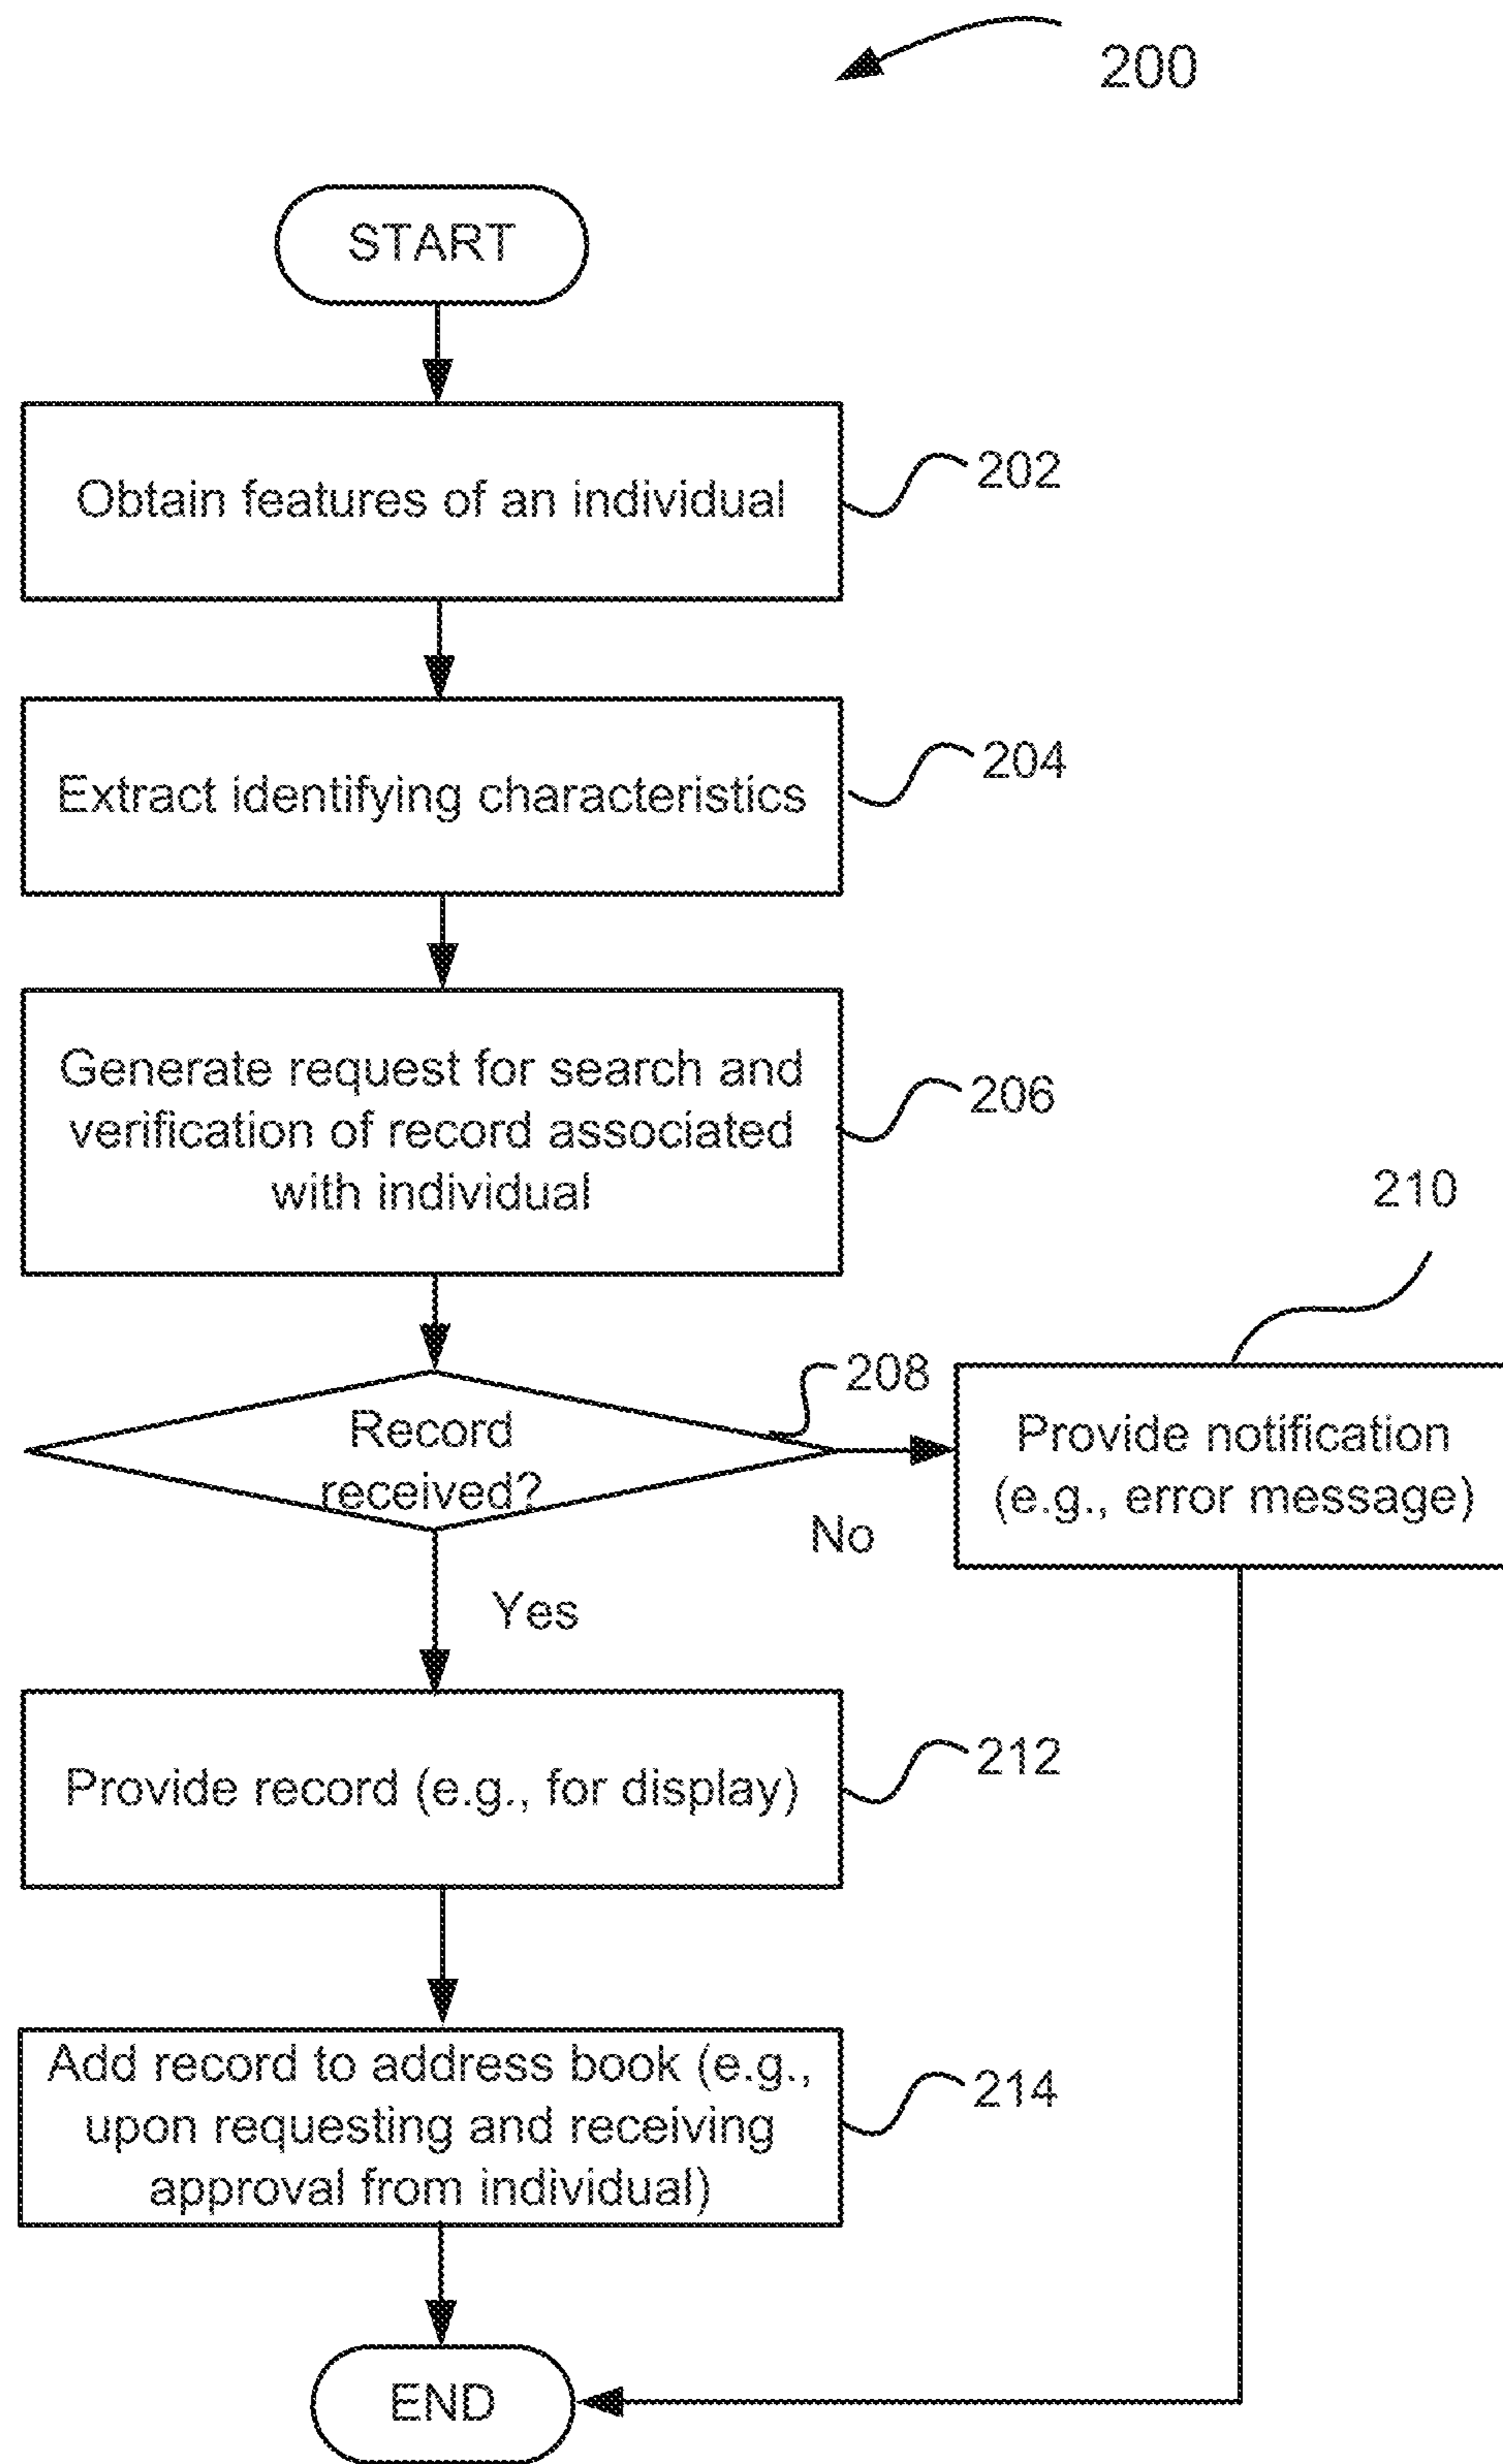 200
START
Obtain features of an individual
202
Extract identifying characteristics
204
Generate request for search and
verification of record associated
with individual
206
210
208
Record
received?
Provide notification
(e.g., error message)
No
Yes
Provide record (e.g., for display)
212
Add record to address book (e.g.,
upon requesting and receiving
approval from individual)
214
END